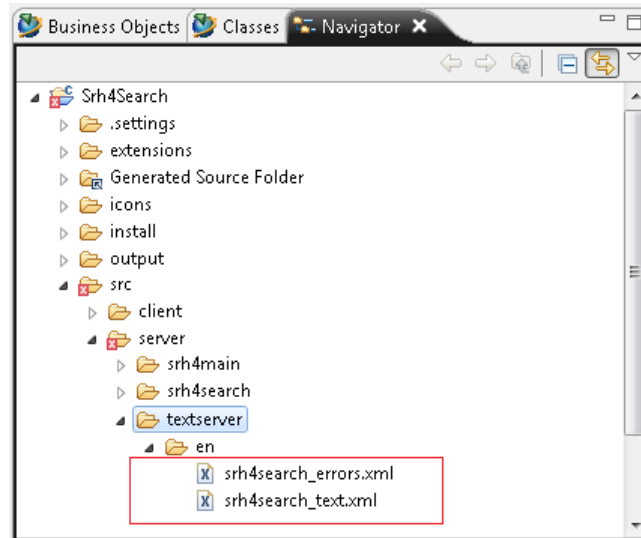 Business Objects Classes Navigator
Srh4Search
.settings
extensions
Generated Source Folder
icons
install
output
src
client
server
srh4main
srh4search
textserver
en
srh4search_errors.xml
srh4search_text.xml